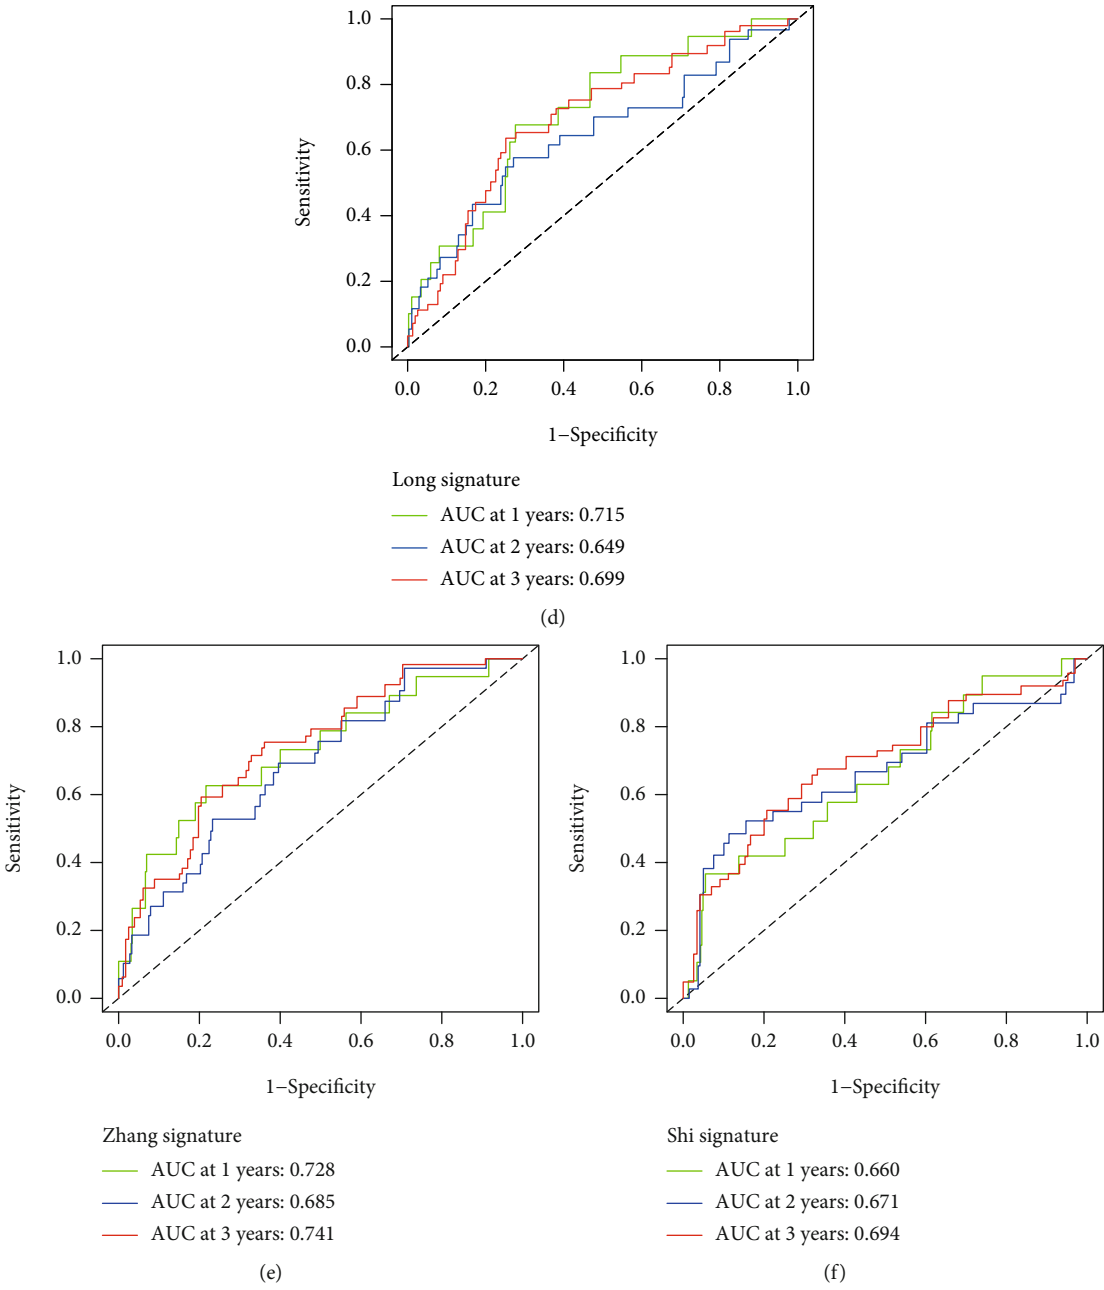 1.0
0.8
0.6
0.4
0.2
0.0
Sensitivity
0.0 0.2 0.4 0.6 0.8 1.0
1−Specificity
Long signature
AUC at 1 years: 0.715
AUC at 2 years: 0.649
AUC at 3 years: 0.699
(d)
1.0
0.8
0.6
0.4
0.2
0.0
Sensitivity
0.0 0.2 0.4 0.6 0.8 1.0
1−Specificity
Zhang signature
AUC at 1 years: 0.728
AUC at 2 years: 0.685
AUC at 3 years: 0.741
(e)
1.0
0.8
0.6
0.4
0.2
0.0
Sensitivity
0.0 0.2 0.4 0.6 0.8 1.0
1−Specificity
Shi signature
AUC at 1 years: 0.660
AUC at 2 years: 0.671
AUC at 3 years: 0.694
(f)